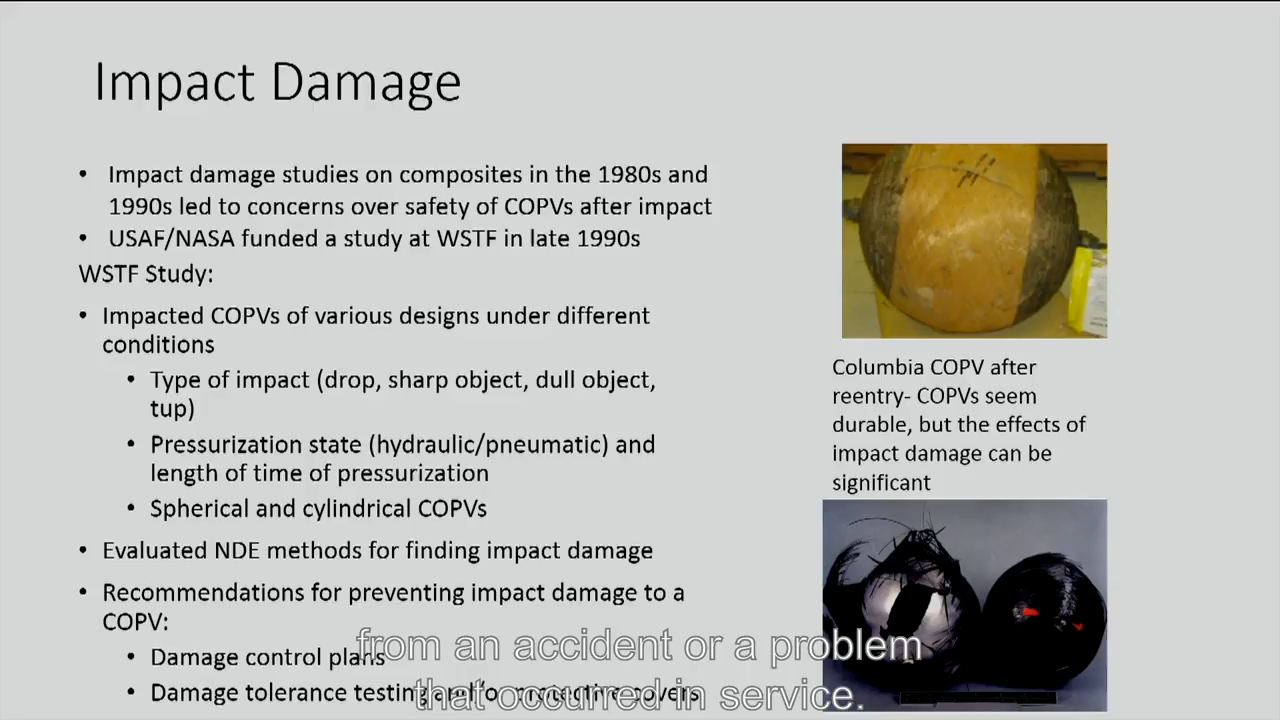 Impact Damage
• Impact damage studies on composites in the 1980s and
1990s led to concerns over safety of COPVs after impact
• USAF/NASA funded a study at WSTF in late 1990s
WSTF Study:
• Impacted COPVs of various designs under different
conditions
• Type of impact (drop, sharp object, dull object,
tup)
• Pressurization state (hydraulic/pneumatic) and
length of time of pressurization
• Spherical and cylindrical COPVs
• Evaluated NDE methods for finding impact damage
• Recommendations for preventing impact damage to a
COPV:
• Damage control plans
• Damage tolerance testing and/or protective covers
Columbia COPV after
reentry- COPVs seem
durable, but the effects of
impact damage can be
significant
from an accident or a problem
that occurred in service.